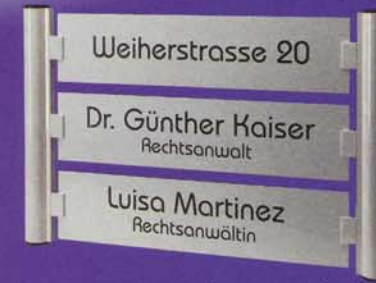 Weiherstrasse 20
Dr. Günther Kaiser
Rechtsanwalt
Luisa Martinez
Rechtsanwältin